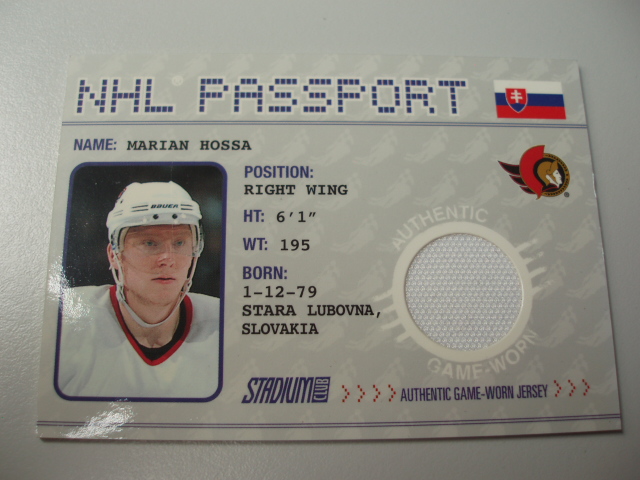 NHL PASSPORT
NAME: MARIAN HOSSA
POSITION:
RIGHT WING
HT: 6'1"
WT: 195
BORN:
1-12-79
STARA LUBOVNA,
SLOVAKIA
BAUER
AUTHENTIC
GAME-WORN
STADIUM CLUB >>>>> AUTHENTIC GAME-WORN JERSEY >>>